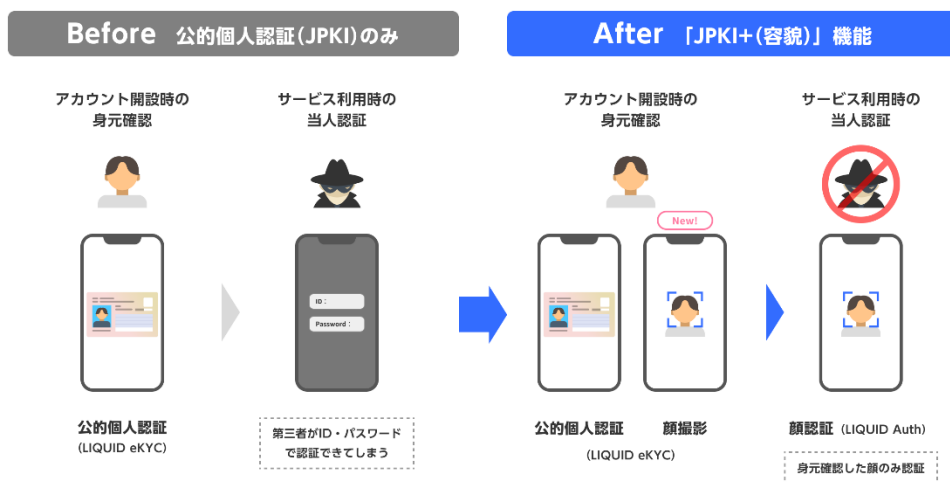 Before 公的個人認証(JPKI)のみ
アカウント開設時の
身元確認
サービス利用時の
当人認証
ID：
Password：
公的個人認証
(LIQUID eKYC)
第三者がID・パスワード
で認証できてしまう
After 「JPKI+(容貌)」機能
アカウント開設時の
身元確認
サービス利用時の
当人認証
New!
公的個人認証
顔撮影
(LIQUID eKYC)
顔認証 (LIQUID Auth)
身元確認した顔のみ認証